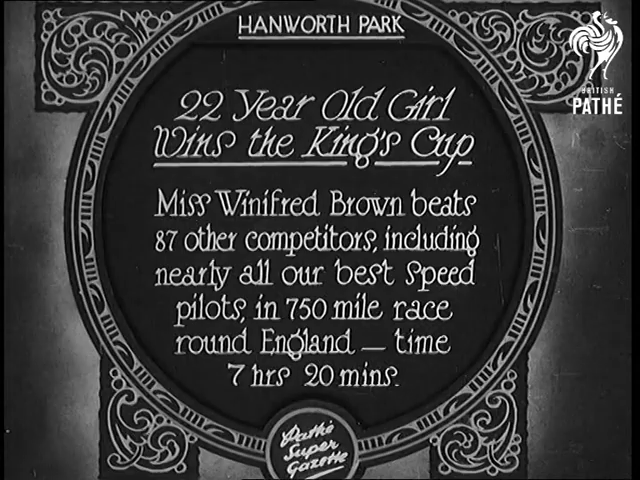 HANWORTH PARK
BRITISH
PATHÉ
22 Year Old Girl
Wins the King's Cup
Miss Winifred Brown beats
87 other competitors, including
nearly all our best speed
pilots, in 750 mile race
round England — time
7 hrs 20 mins.
Pathé
Super
Gazette